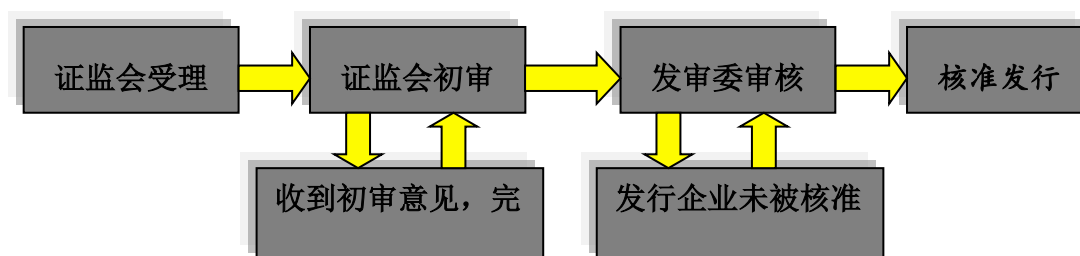 证监会受理
证监会初审
发审委审核
核准发行
收到初审意见，完
发行企业未被核准